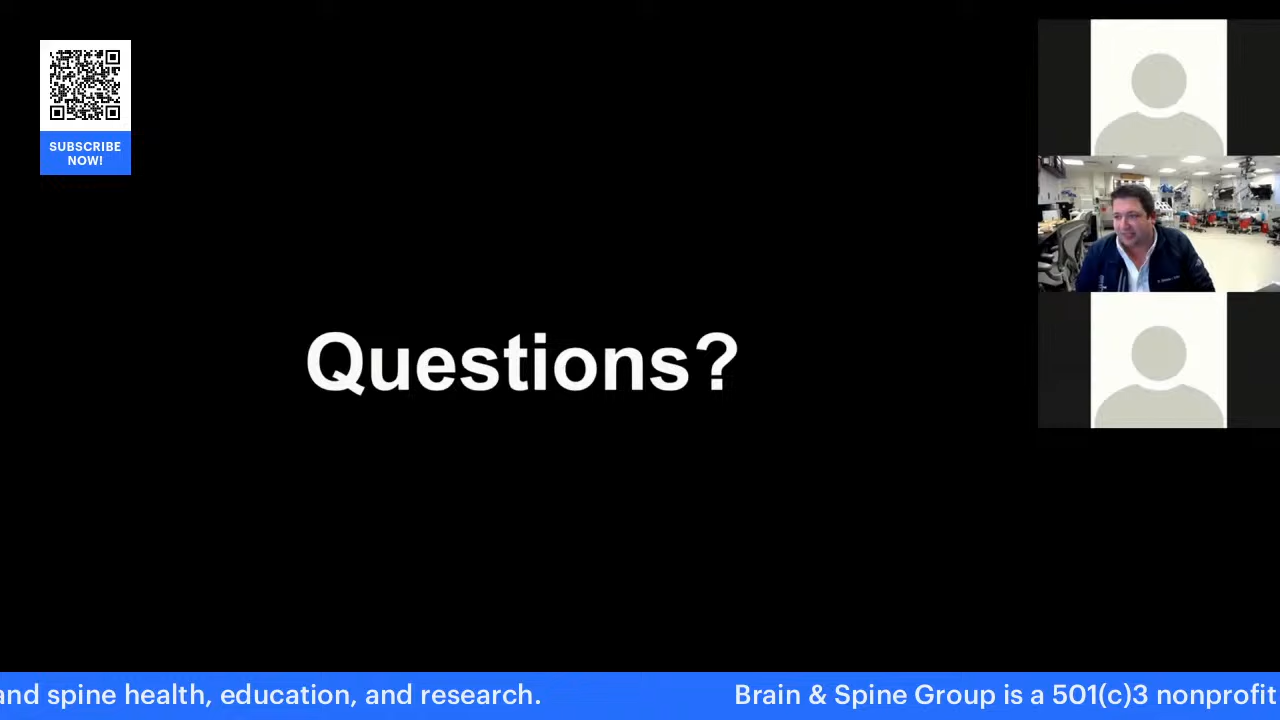 SUBSCRIBE
NOW!
Questions?
and spine health, education, and research.
Brain & Spine Group is a 501(c)3 nonprofit